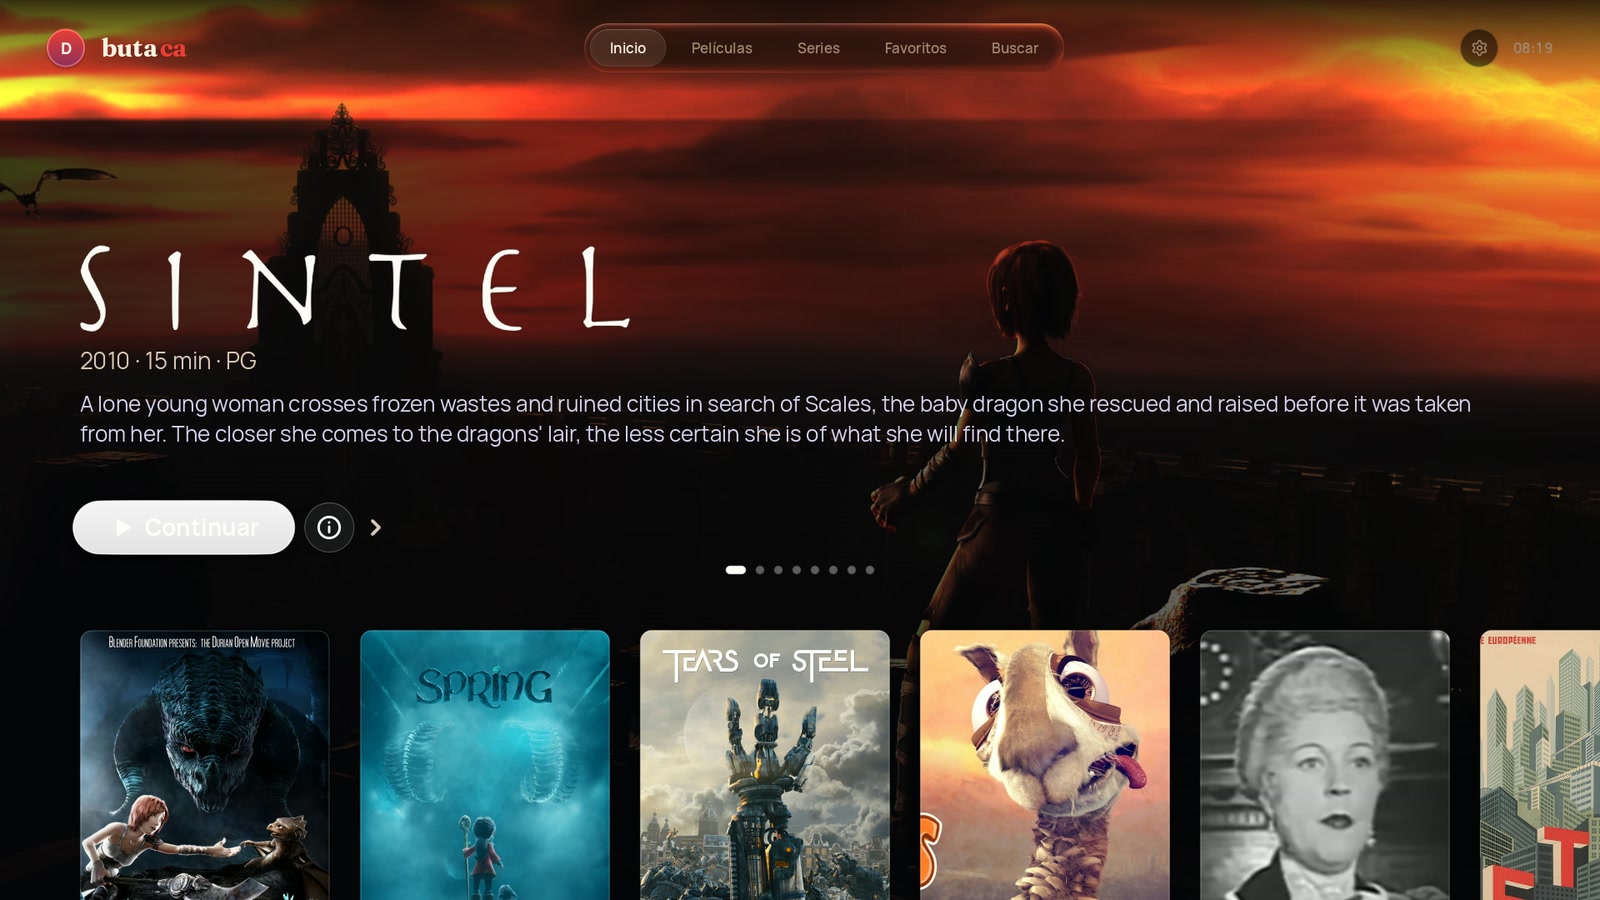 D
butaca
Inicio
Películas
Series
Favoritos
Buscar
08:19
SINTEL
2010 · 15 min · PG
A lone young woman crosses frozen wastes and ruined cities in search of Scales, the baby dragon she rescued and raised before it was taken
from her. The closer she comes to the dragons' lair, the less certain she is of what she will find there.
Continuar
BLENDER FOUNDATION PRESENTS: THE DURIAN OPEN MOVIE PROJECT
SPRING
TEARS OF STEEL
S
E EUROPÉENNE
ET